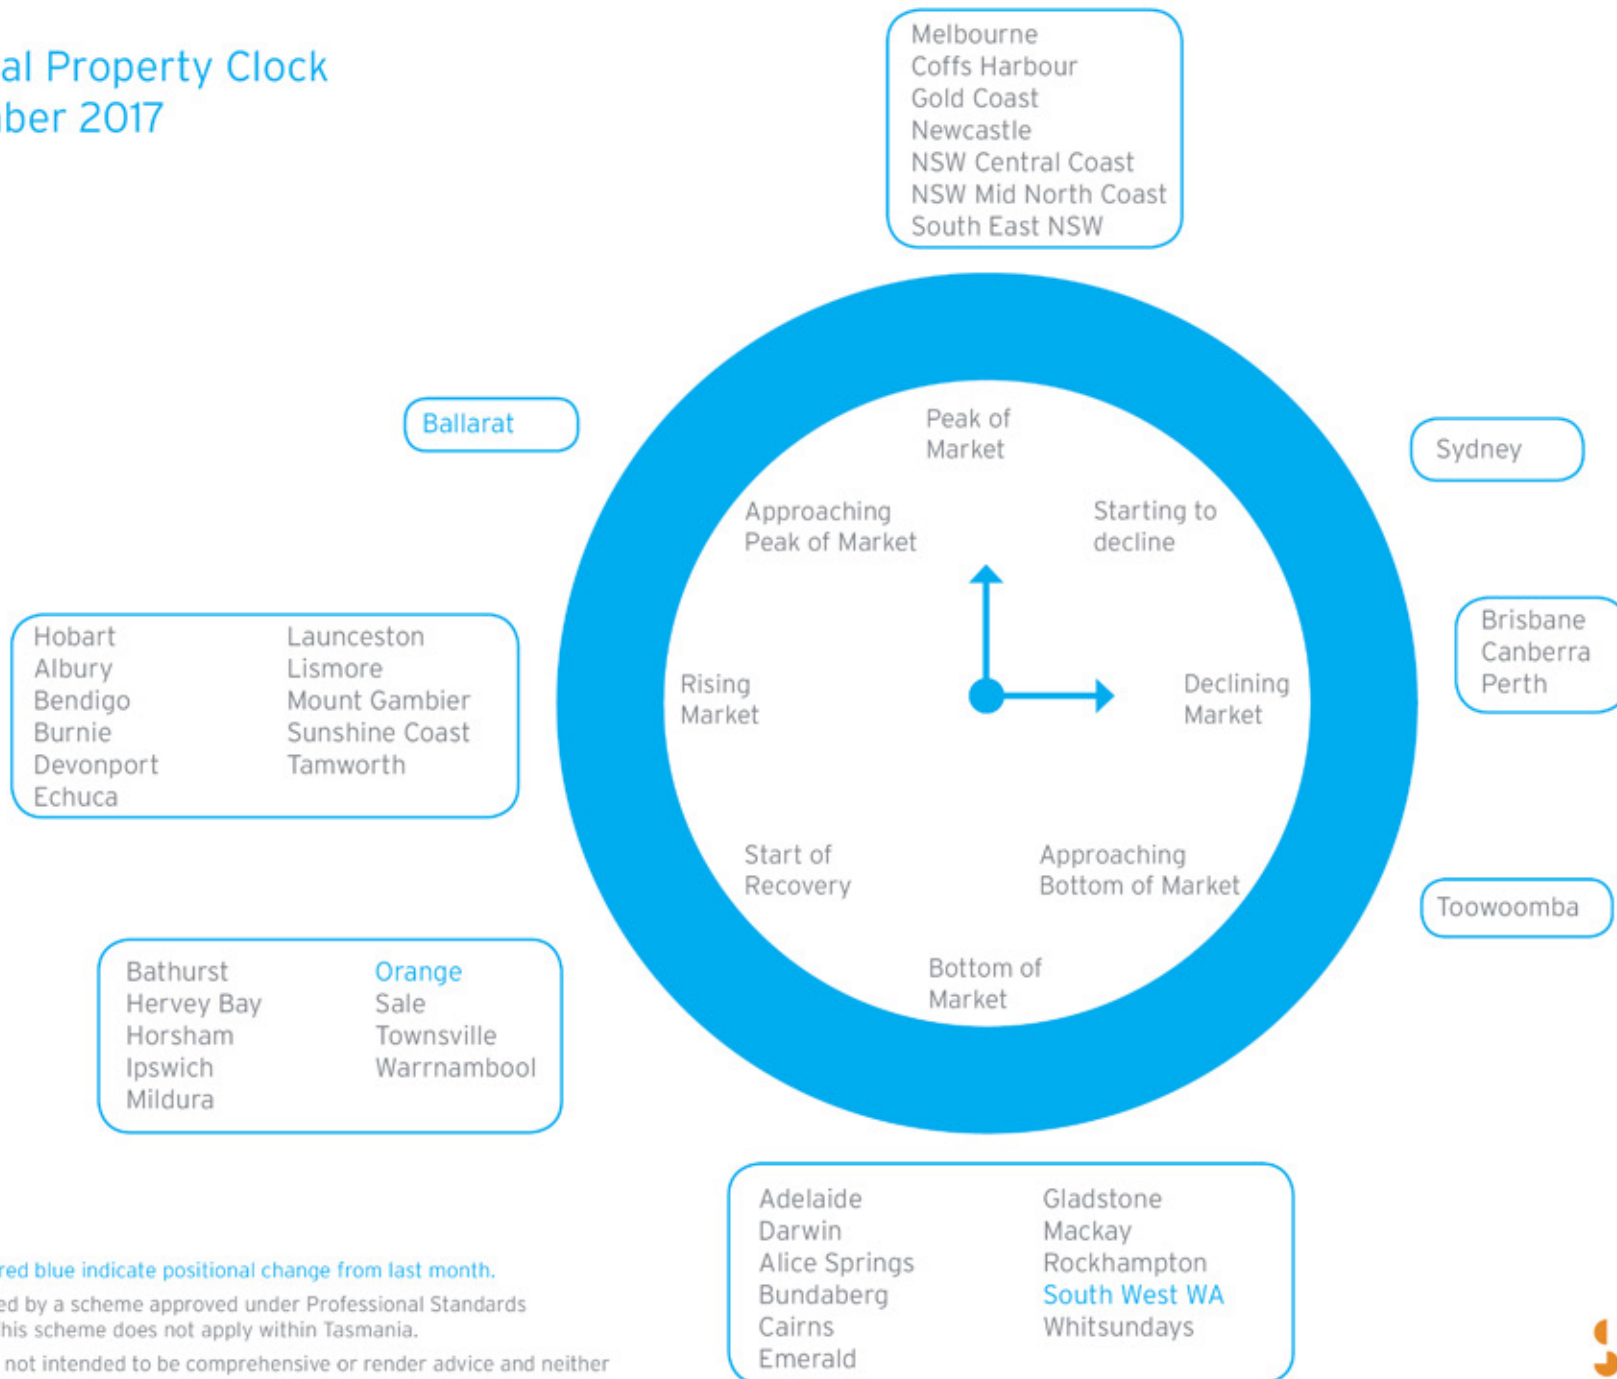 al Property Clock
ber 2017
Melbourne
Coffs Harbour
Gold Coast
Newcastle
NSW Central Coast
NSW Mid North Coast
South East NSW
Ballarat
Sydney
Peak of
Market
Approaching
Peak of Market
Starting to
decline
Hobart
Albury
Bendigo
Burnie
Devonport
Echuca
Launceston
Lismore
Mount Gambier
Sunshine Coast
Tamworth
Rising
Market
Declining
Market
Brisbane
Canberra
Perth
Start of
Recovery
Approaching
Bottom of Market
Toowoomba
Bathurst
Hervey Bay
Horsham
Ipswich
Mildura
Orange
Sale
Townsville
Warrnambool
Bottom of
Market
Adelaide
Darwin
Alice Springs
Bundaberg
Cairns
Emerald
Gladstone
Mackay
Rockhampton
South West WA
Whitsundays
red blue indicate positional change from last month.
ed by a scheme approved under Professional Standards
his scheme does not apply within Tasmania.
not intended to be comprehensive or render advice and neither